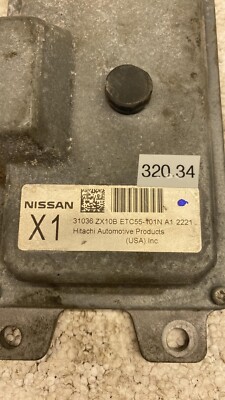 320.34
NISSAN
X1
31036 ZX10B ETC55-101N A1 2221
Hitachi Automotive Products
(USA) Inc